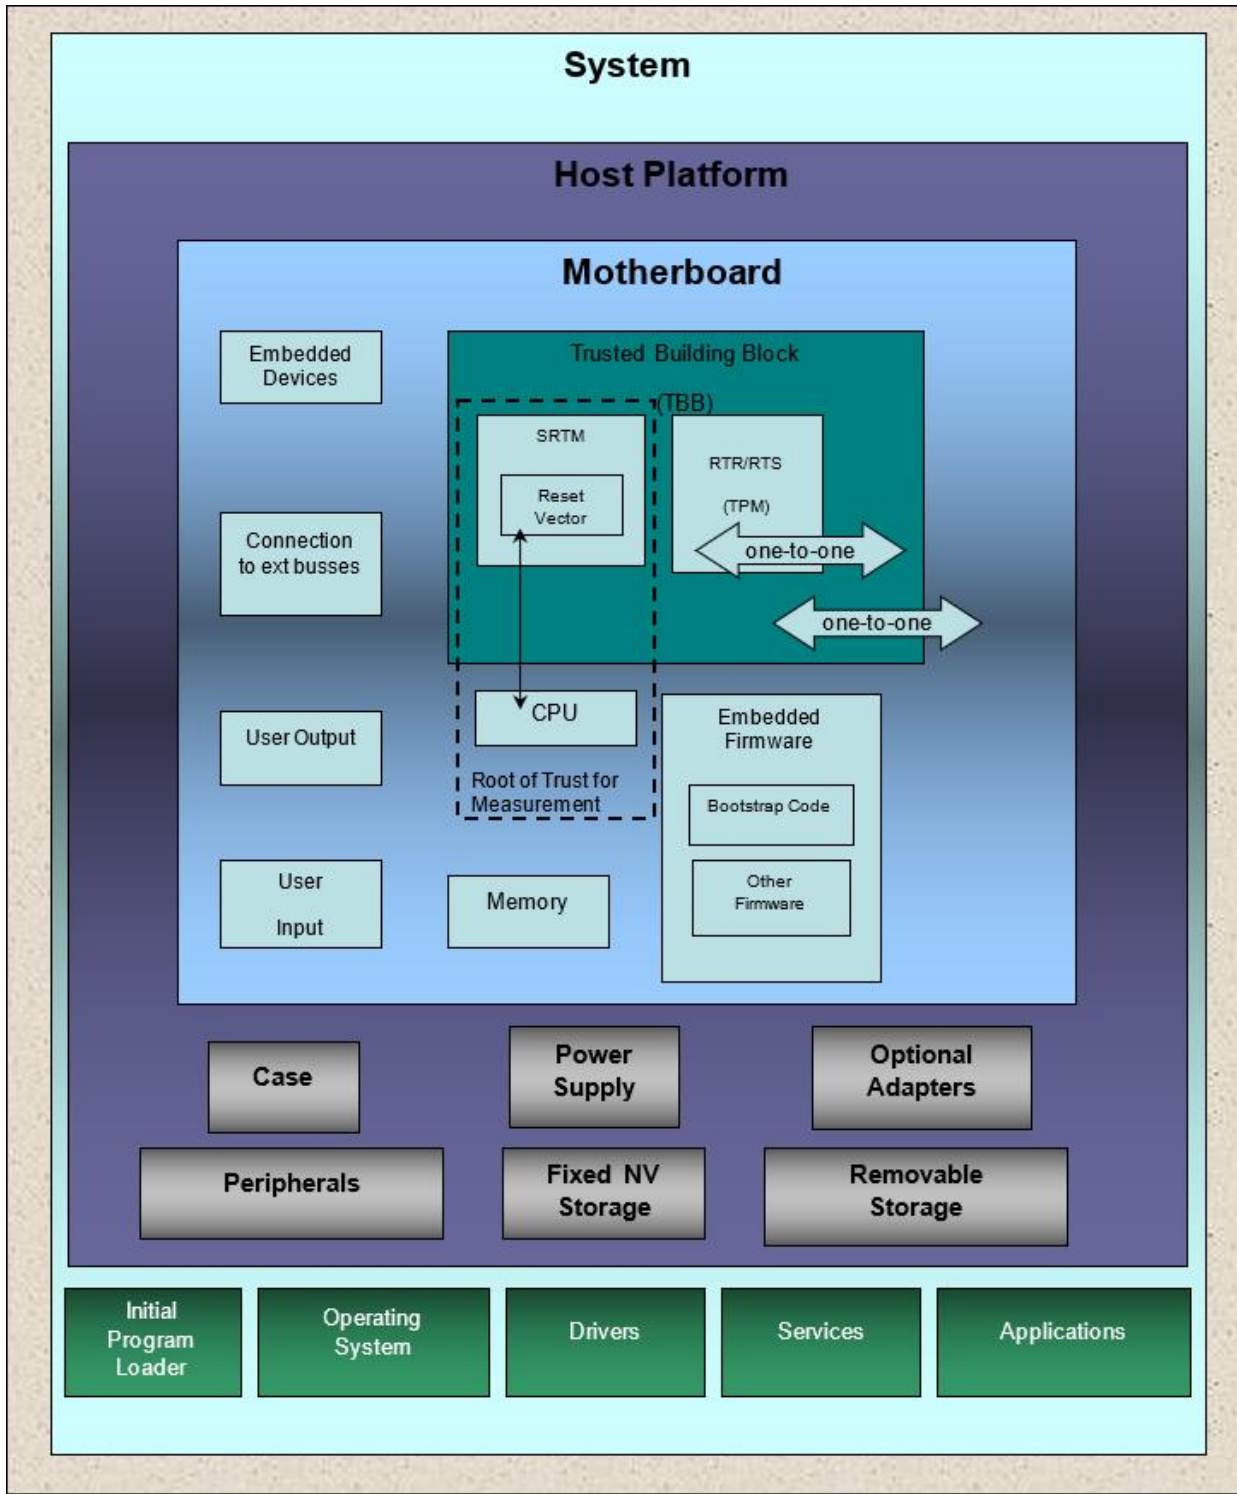 System
Host Platform
Motherboard
Embedded
Devices
Trusted Building Block
(TBB)
SRTM
Reset
Vector
RTR/RTS
(TPM)
one-to-one
one-to-one
Connection
to ext busses
CPU
Root of Trust for
Measurement
Embedded
Firmware
Bootstrap Code
Other
Firmware
User Output
User
Input
Memory
Case
Power
Supply
Optional
Adapters
Peripherals
Fixed NV
Storage
Removable
Storage
Initial
Program
Loader
Operating
System
Drivers
Services
Applications